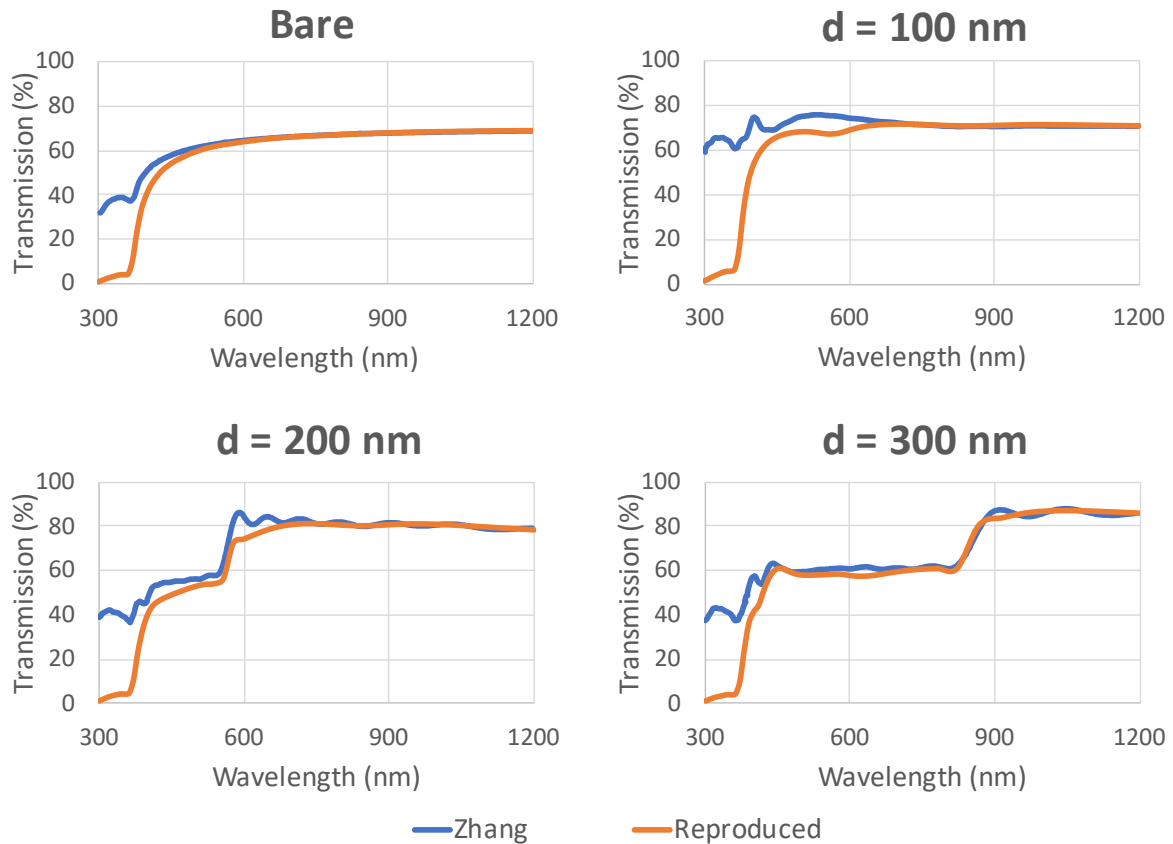 Bare
Transmission (%)
100
80
60
40
20
0
300 600 900 1200
Wavelength (nm)
d = 100 nm
Transmission (%)
100
80
60
40
20
0
300 600 900 1200
Wavelength (nm)
d = 200 nm
Transmission (%)
100
80
60
40
20
0
300 600 900 1200
Wavelength (nm)
d = 300 nm
Transmission (%)
100
80
60
40
20
0
300 600 900 1200
Wavelength (nm)
Zhang Reproduced